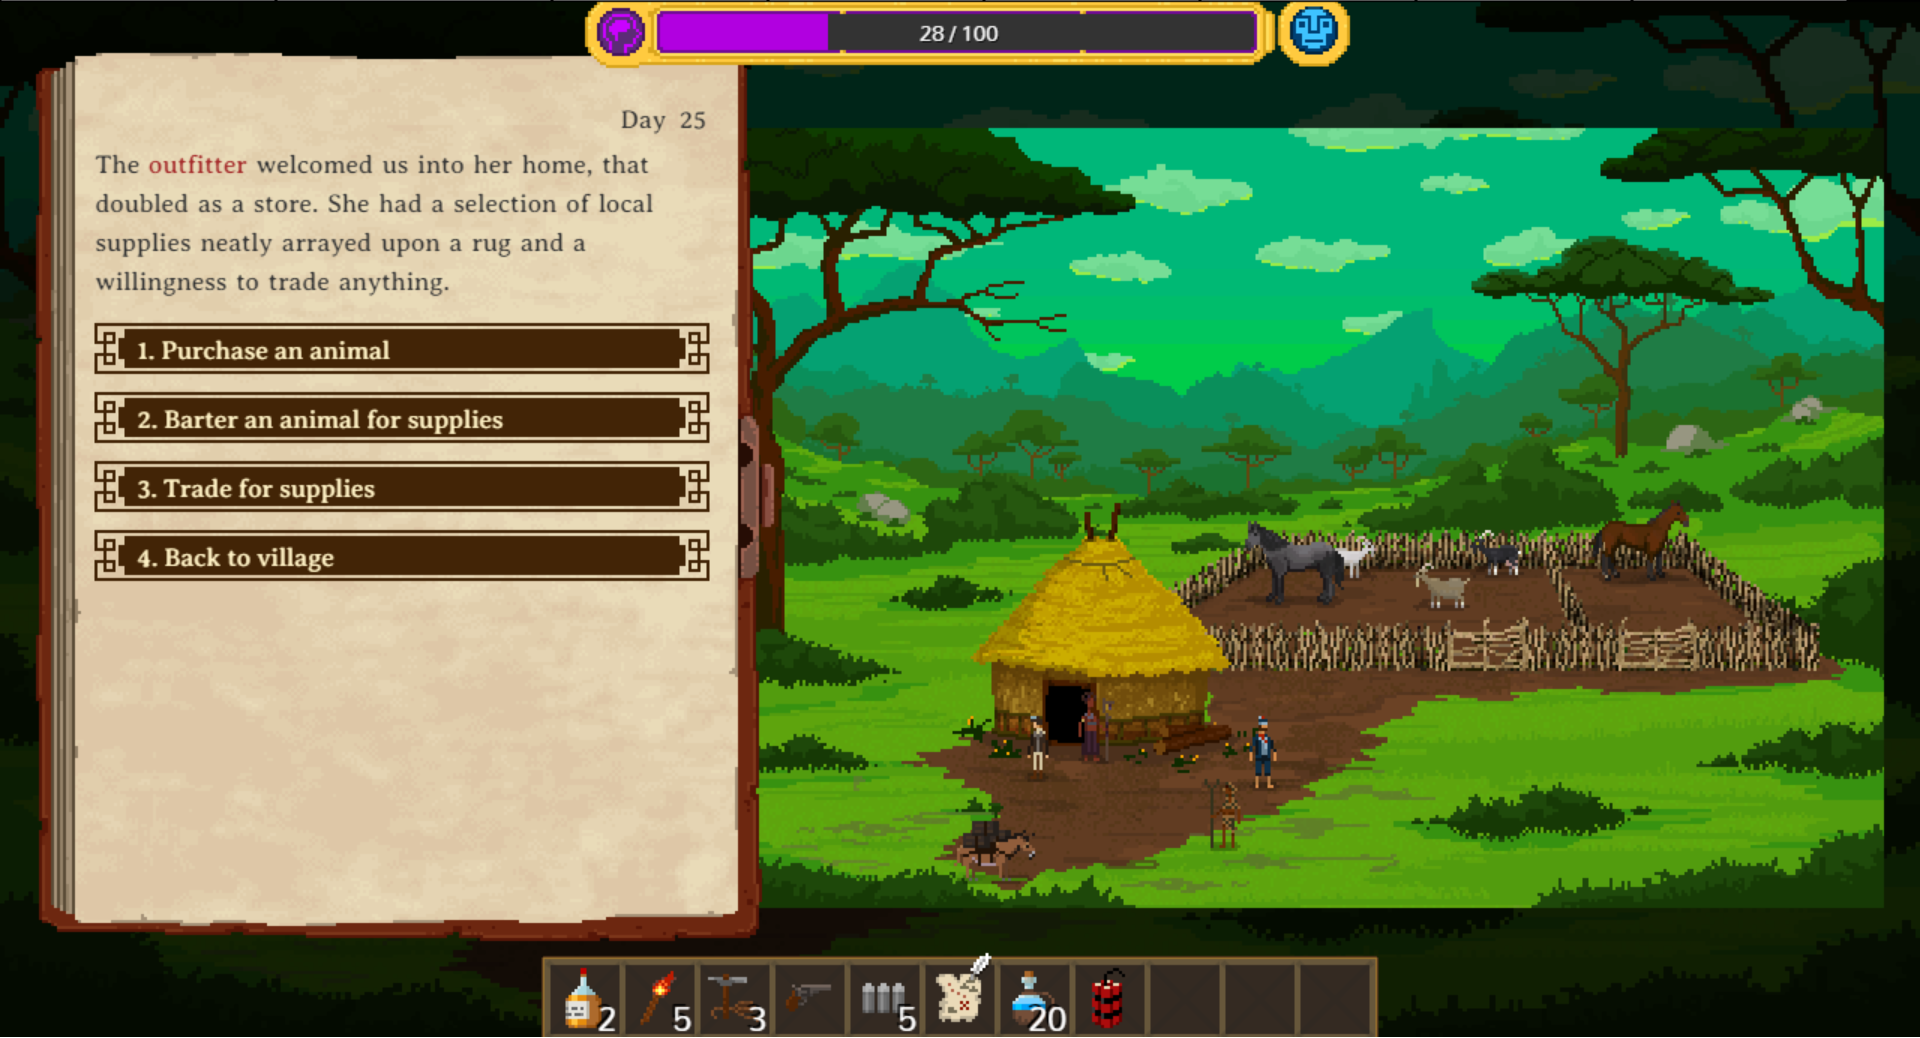 28 / 100
Day 25
The outfitter welcomed us into her home, that
doubled as a store. She had a selection of local
supplies neatly arrayed upon a rug and a
willingness to trade anything.
1. Purchase an animal
2. Barter an animal for supplies
3. Trade for supplies
4. Back to village
2
5
3
5
20